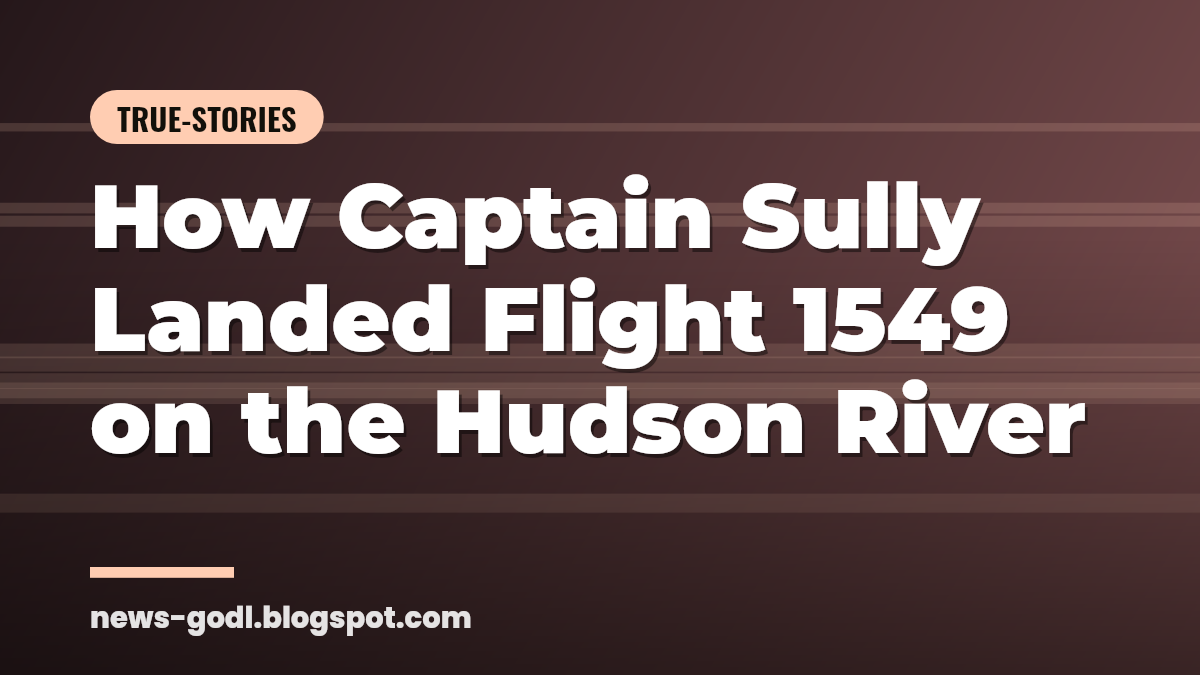 TRUE-STORIES
How Captain Sully
Landed Flight 1549
on the Hudson River
news-godl.blogspot.com